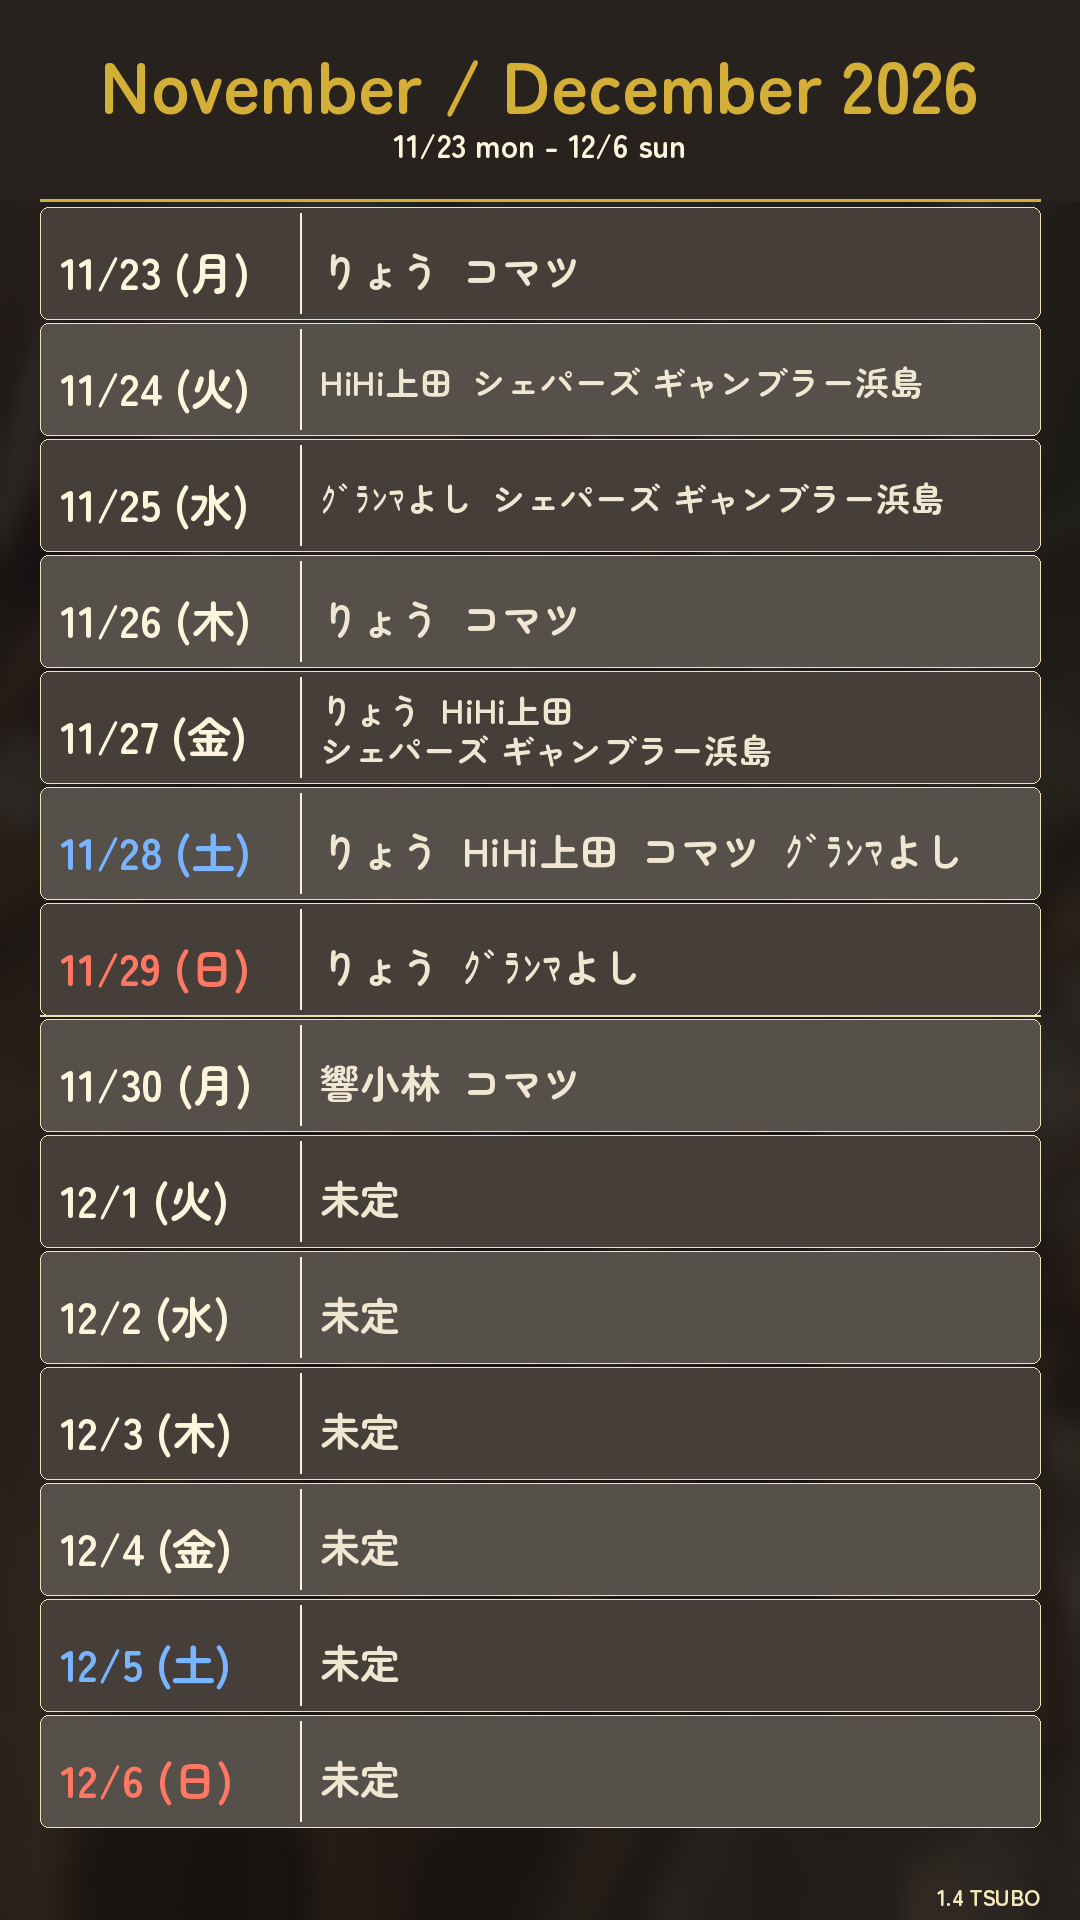 November / December 2026
11/23 mon - 12/6 sun
11/23 (月) りょう コマツ
11/24 (火) HiHi上田 シェパーズ ギャンブラー浜島
11/25 (水) グランマよし シェパーズ ギャンブラー浜島
11/26 (木) りょう コマツ
11/27 (金) りょう HiHi上田
シェパーズ ギャンブラー浜島
11/28 (土) りょう HiHi上田 コマツ グランマよし
11/29 (日) りょう グランマよし
11/30 (月) 響小林 コマツ
12/1 (火) 未定
12/2 (水) 未定
12/3 (木) 未定
12/4 (金) 未定
12/5 (土) 未定
12/6 (日) 未定
1.4 TSUBO